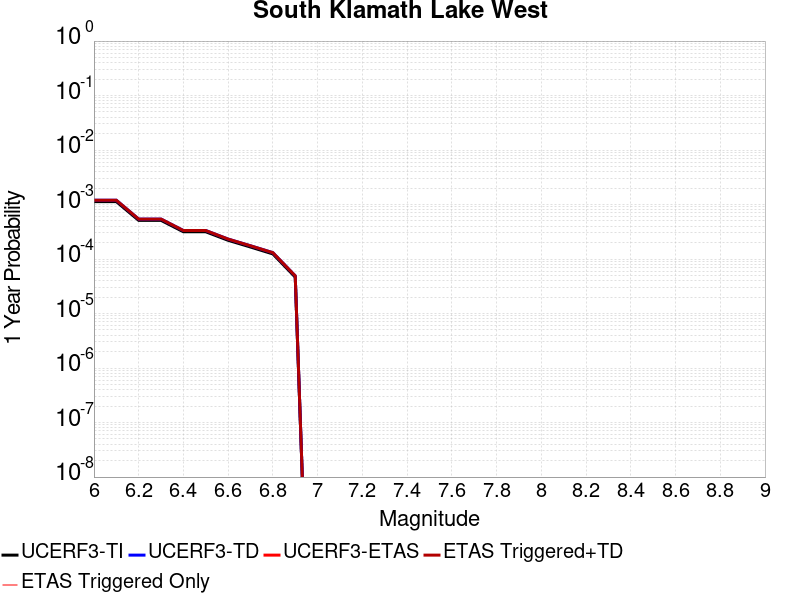 South Klamath Lake West
10^0
10^-1
10^-2
10^-3
10^-4
10^-5
10^-6
10^-7
10^-8
1 Year Probability
6 6.2 6.4 6.6 6.8 7 7.2 7.4 7.6 7.8 8 8.2 8.4 8.6 8.8 9
Magnitude
UCERF3-TI UCERF3-TD UCERF3-ETAS ETAS Triggered+TD
ETAS Triggered Only